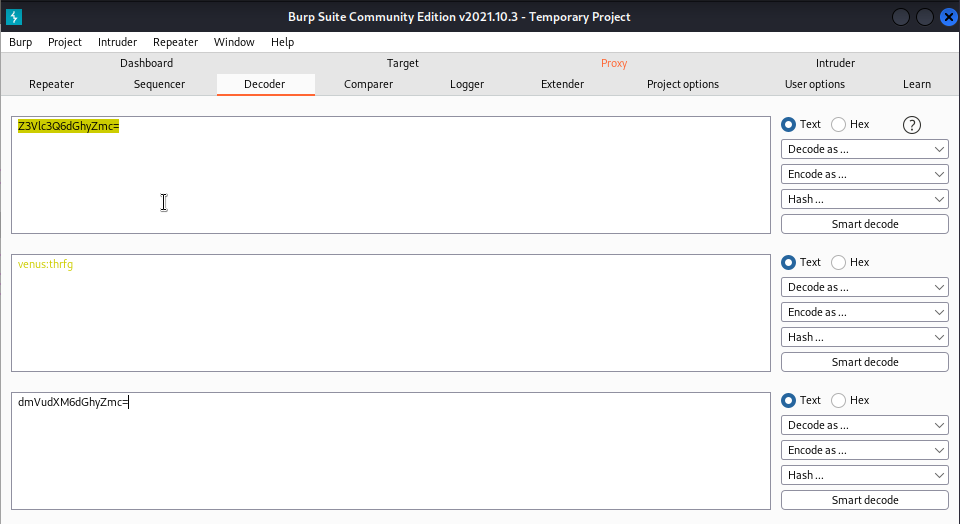 Burp Suite Community Edition v2021.10.3 - Temporary Project
Burp Project Intruder Repeater Window Help
Dashboard Target Proxy Intruder
Repeater Sequencer Decoder Comparer Logger Extender Project options User options Learn
Z3Vlc3Q6dGhyZmc=
Text Hex ?
Decode as ...
Encode as ...
Hash ...
Smart decode
venus:thrfg
Text Hex
Decode as ...
Encode as ...
Hash ...
Smart decode
dmVudXM6dGhyZmc=
Text Hex
Decode as ...
Encode as ...
Hash ...
Smart decode